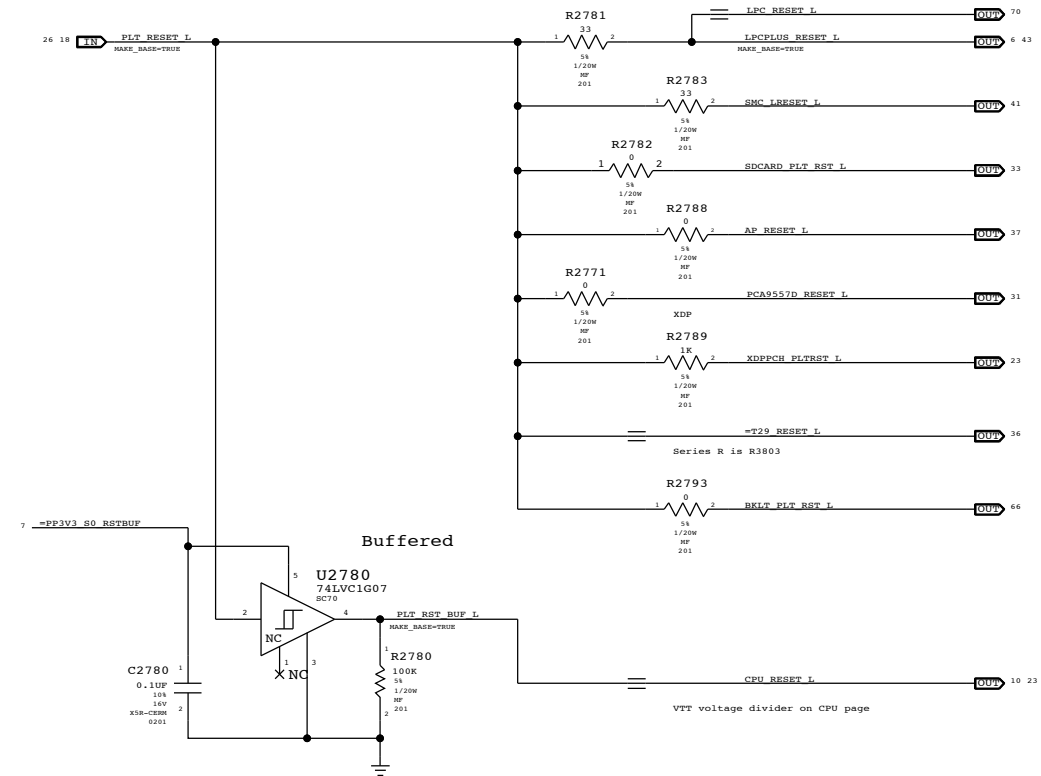 LPC_RESET_L
OUT 70
R2781
33
1 2
5%
1/20W
MF
201
26 18 IN PLT_RESET_L
MAKE_BASE=TRUE
LPCPLUS_RESET_L
MAKE_BASE=TRUE
OUT 6 43
R2783
33
1 2
5%
1/20W
MF
201
SMC_LRESET_L
OUT 41
R2782
0
1 2
5%
1/20W
MF
201
SDCARD_PLT_RST_L
OUT 33
R2788
0
1 2
5%
1/20W
MF
201
AP_RESET_L
OUT 37
R2771
0
1 2
5%
1/20W
MF
201
PCA9557D_RESET_L
OUT 31
XDP
R2789
1K
1 2
5%
1/20W
MF
201
XDPPCH_PLTRST_L
OUT 23
=T29_RESET_L
OUT 36
Series R is R3803
R2793
0
1 2
5%
1/20W
MF
201
BKLT_PLT_RST_L
OUT 66
7 =PP3V3_S0_RSTBUF
Buffered
5
U2780
74LVC1G07
SC70
2
4
NC
1
NC
3
PLT_RST_BUF_L
MAKE_BASE=TRUE
1
R2780
100K
5%
1/20W
MF
201
2
C2780
1
0.1UF
10%
16V
X5R-CERM
0201
2
CPU_RESET_L
OUT 10 23
VTT voltage divider on CPU page